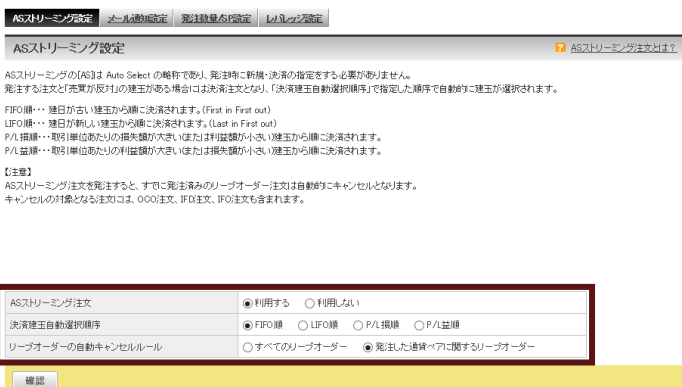 ASストリーミング設定 メール通知設定 発注数量/SP設定 レバレッジ設定
ASストリーミング設定 ? ASストリーミング注文とは?
ASストリーミングの[AS]は Auto Select の略称であり、発注時に新規・決済の指定をする必要がありません。
発注する注文と「売買が反対」の建玉がある場合には決済注文となり、「決済建玉自動選択順序」で指定した順序で自動的に建玉が選択されます。
FIFO順・・・ 建日が古い建玉から順に決済されます。(First in First out)
LIFO順・・・ 建日が新しい建玉から順に決済されます。(Last in First out)
P/L損順・・・取引単位あたりの損失額が大きい(または利益額が小さい)建玉から順に決済されます。
P/L益順・・・取引単位あたりの利益額が大きい(または損失額が小さい)建玉から順に決済されます。
【注意】
ASストリーミング注文を発注すると、すでに発注済みのリーブオーダー注文は自動的にキャンセルとなります。
キャンセルの対象となる注文には、OCO注文、IFD注文、IFO注文も含まれます。
ASストリーミング注文 利用する 利用しない
決済建玉自動選択順序 FIFO順 LIFO順 P/L損順 P/L益順
リーブオーダーの自動キャンセルルール すべてのリーブオーダー 発注した通貨ペアに関するリーブオーダー
確認